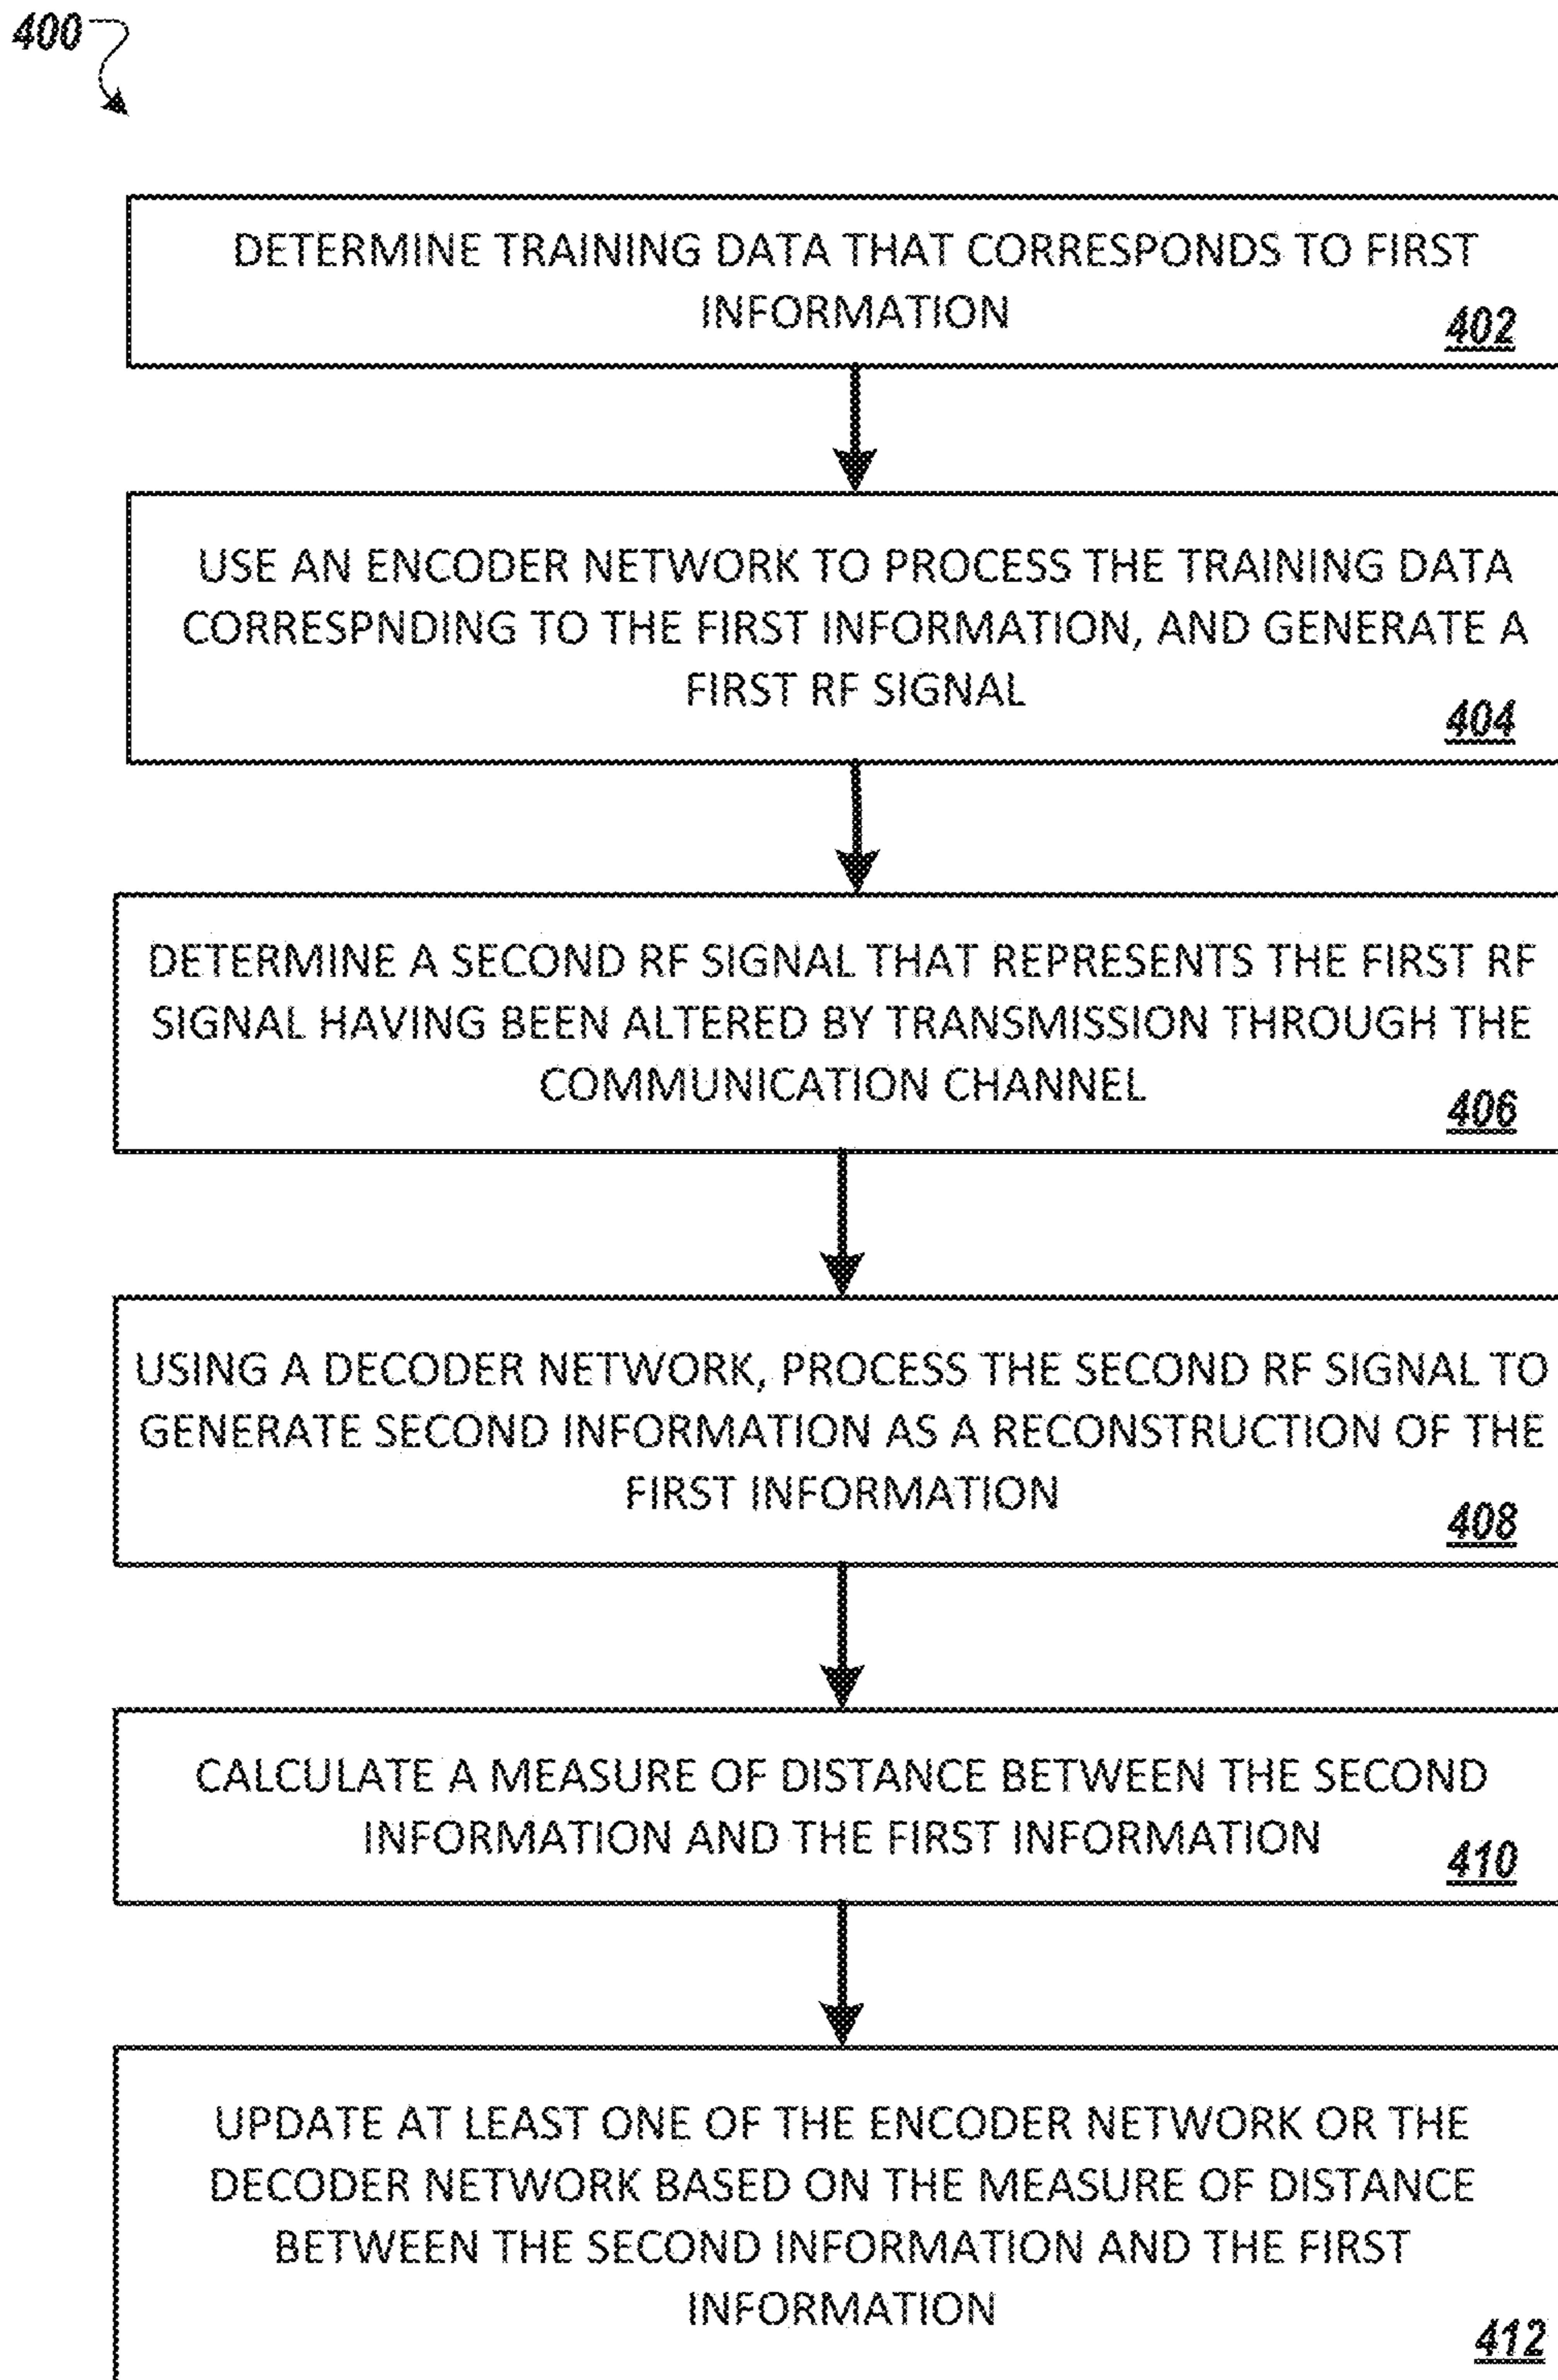 400
DETERMINE TRAINING DATA THAT CORRESPONDS TO FIRST
INFORMATION
402
USE AN ENCODER NETWORK TO PROCESS THE TRAINING DATA
CORRESPNDING TO THE FIRST INFORMATION, AND GENERATE A
FIRST RF SIGNAL
404
DETERMINE A SECOND RF SIGNAL THAT REPRESENTS THE FIRST RF
SIGNAL HAVING BEEN ALTERED BY TRANSMISSION THROUGH THE
COMMUNICATION CHANNEL
406
USING A DECODER NETWORK, PROCESS THE SECOND RF SIGNAL TO
GENERATE SECOND INFORMATION AS A RECONSTRUCTION OF THE
FIRST INFORMATION
408
CALCULATE A MEASURE OF DISTANCE BETWEEN THE SECOND
INFORMATION AND THE FIRST INFORMATION
410
UPDATE AT LEAST ONE OF THE ENCODER NETWORK OR THE
DECODER NETWORK BASED ON THE MEASURE OF DISTANCE
BETWEEN THE SECOND INFORMATION AND THE FIRST
INFORMATION
412